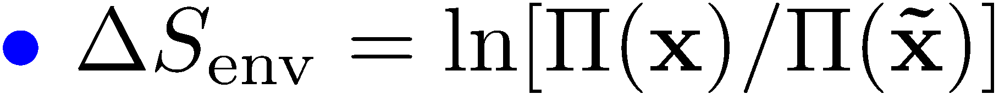 • ΔS_env = ln[Π(𝐱)/Π(𝐱̃)]